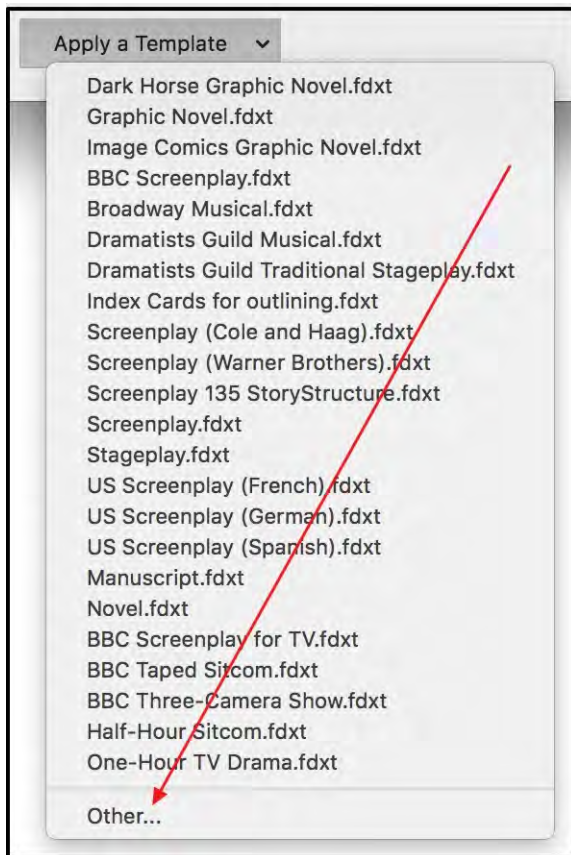 Apply a Template
Dark Horse Graphic Novel.fdxt
Graphic Novel.fdxt
Image Comics Graphic Novel.fdxt
BBC Screenplay.fdxt
Broadway Musical.fdxt
Dramatists Guild Musical.fdxt
Dramatists Guild Traditional Stageplay.fdxt
Index Cards for outlining.fdxt
Screenplay (Cole and Haag).fdxt
Screenplay (Warner Brothers).fdxt
Screenplay 135 StoryStructure.fdxt
Screenplay.fdxt
Stageplay.fdxt
US Screenplay (French).fdxt
US Screenplay (German).fdxt
US Screenplay (Spanish).fdxt
Manuscript.fdxt
Novel.fdxt
BBC Screenplay for TV.fdxt
BBC Taped Sitcom.fdxt
BBC Three-Camera Show.fdxt
Half-Hour Sitcom.fdxt
One-Hour TV Drama.fdxt
Other...